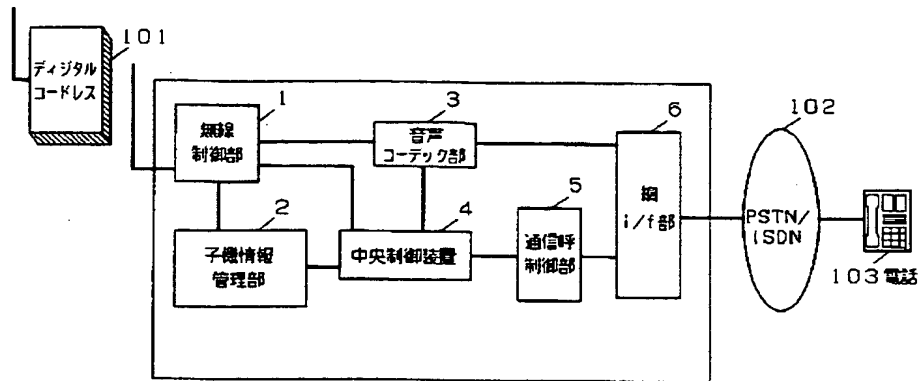 101
ディジタル
コードレス
1
無線
制御部
3
音声
コーデック部
6
網
i/f部
102
PSTN/
ISDN
2
子機情報
管理部
4
中央制御装置
5
通信呼
制御部
103 電話